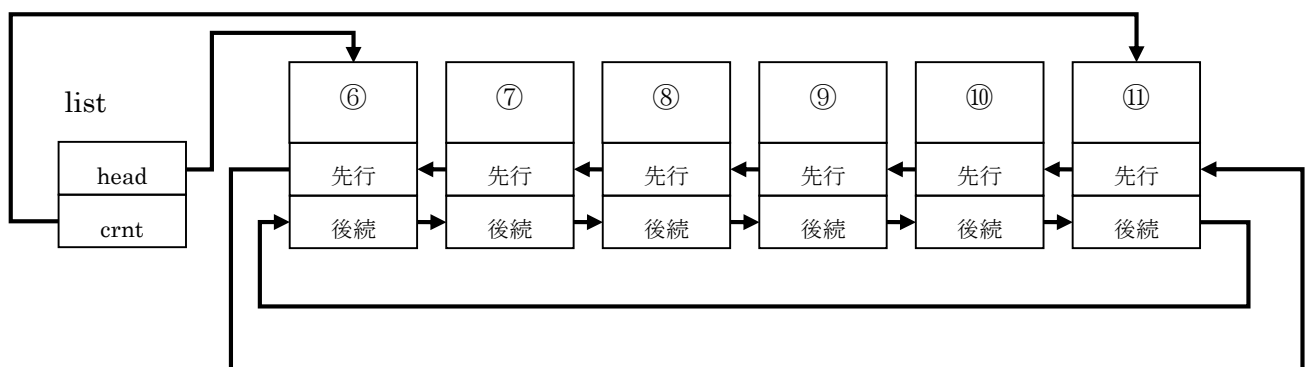 list
head
crnt
⑥ ⑦ ⑧ ⑨ ⑩ ⑪
先行 先行 先行 先行 先行 先行
後続 後続 後続 後続 後続 後続